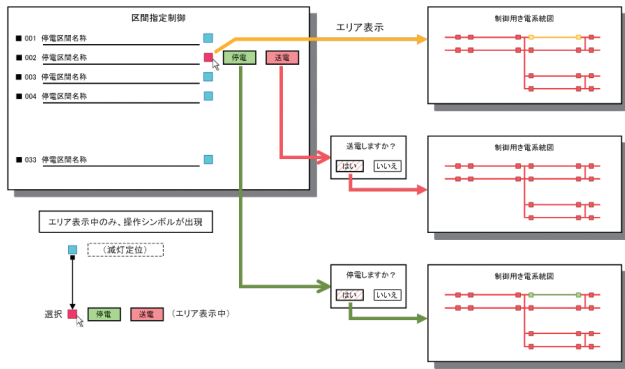 区間指定制御
■ 001 停電区間名称
■ 002 停電区間名称
停電
送電
■ 003 停電区間名称
■ 004 停電区間名称
■ 033 停電区間名称
エリア表示
制御用き電系統図
送電しますか？
はい
いいえ
制御用き電系統図
停電しますか？
はい
いいえ
制御用き電系統図
エリア表示中のみ、操作シンボルが出現
（滅灯定位）
選択
停電
送電
（エリア表示中）